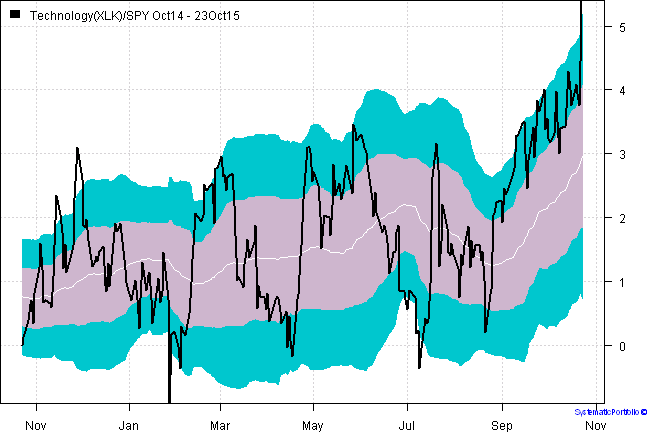 Technology(XLK)/SPY Oct14 - 23Oct15
5
4
3
2
1
0
SystematicPortfolio ©
Nov Jan Mar May Jul Sep Nov